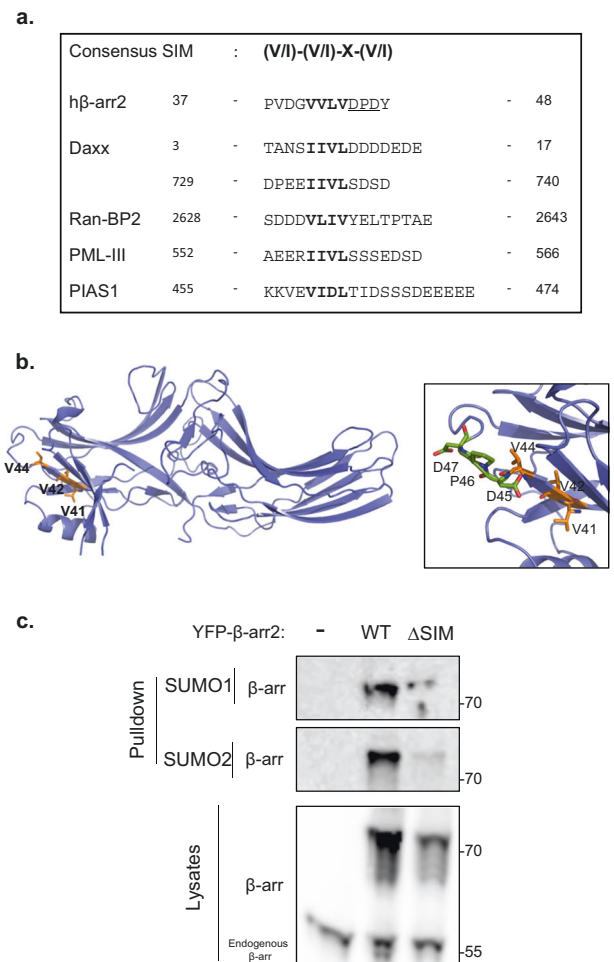 a.
Consensus SIM : (V/I)-(V/I)-X-(V/I)
hβ-arr2 37 - PVDGVVLVDPDY - 48
Daxx 3 - TANSIIVLDDDDEDE - 17
729 - DPEEIIVLSDSD - 740
Ran-BP2 2628 - SDDDVLIVYELTPTAE - 2643
PML-III 552 - AEERIIVLSSSEDSD - 566
PIAS1 455 - KKVEVIDLTIDSSSDEEEEE - 474
b.
V44
V42
V41
V44
D47
P46
D45
V42
V41
c.
YFP-β-arr2: - WT ΔSIM
Pulldown
SUMO1 β-arr
-70
SUMO2 β-arr
-70
Lysates
β-arr
-70
Endogenous
β-arr
-55